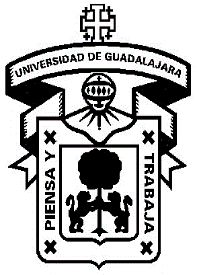 UNIVERSIDAD DE GUADALAJARA
PIENSA Y
TRABAJA